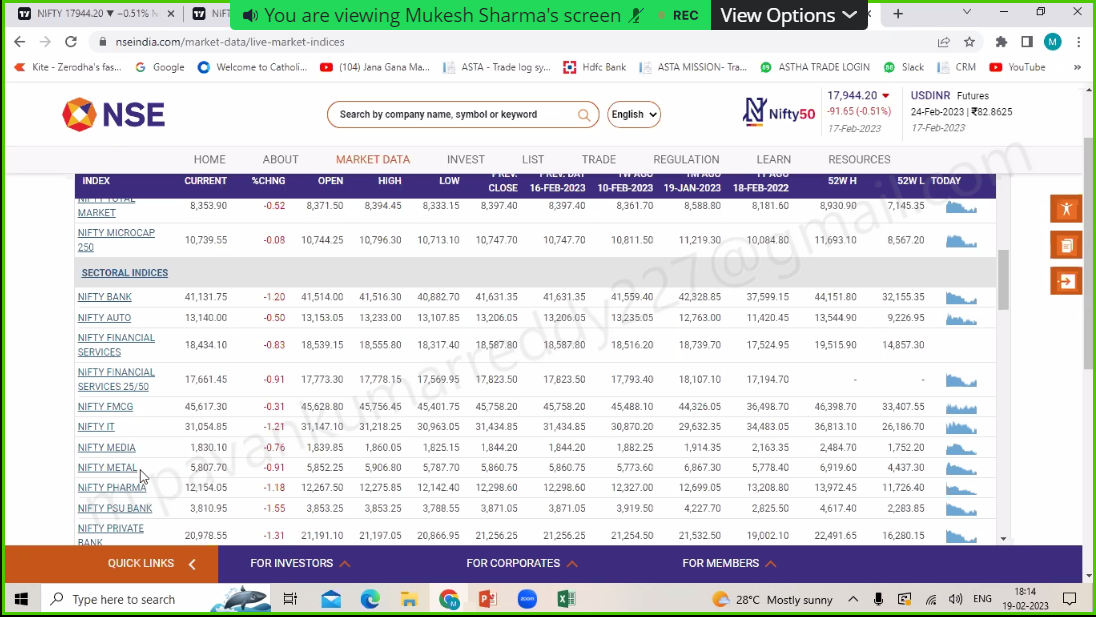 NIFTY 17944.20 ▼ −0.51% × NIF You are viewing Mukesh Sharma's screen REC View Options
nseindia.com/market-data/live-market-indices
Kite - Zerodha's fas... Google Welcome to Catholi... (104) Jana Gana Ma... ASTA - Trade log sy... Hdfc Bank ASTA MISSION- Tra... ASTHA TRADE LOGIN Slack CRM YouTube »
NSE Search by company name, symbol or keyword English Nifty50 17,944.20 ▼ USDINR Futures
-91.65 (-0.51%) 24-Feb-2023 | ₹82.8625
17-Feb-2023 17-Feb-2023
HOME ABOUT MARKET DATA INVEST LIST TRADE REGULATION LEARN RESOURCES
INDEX CURRENT %CHNG OPEN HIGH LOW PREV. CLOSE PREV. DAY 16-FEB-2023 1W AGO 10-FEB-2023 1M AGO 19-JAN-2023 1Y AGO 18-FEB-2022 52W H 52W L TODAY
NIFTY TOTAL MARKET 8,353.90 -0.52 8,371.50 8,394.45 8,333.15 8,397.40 8,397.40 8,361.70 8,588.80 8,181.60 8,930.90 7,145.35
NIFTY MICROCAP 250 10,739.55 -0.08 10,744.25 10,796.30 10,713.10 10,747.70 10,747.70 10,811.50 11,219.30 10,084.80 11,693.10 8,567.20
SECTORAL INDICES
NIFTY BANK 41,131.75 -1.20 41,514.00 41,516.30 40,882.70 41,631.35 41,631.35 41,559.40 42,328.85 37,599.15 44,151.80 32,155.35
NIFTY AUTO 13,140.00 -0.50 13,153.05 13,233.00 13,107.85 13,206.05 13,206.05 13,235.05 12,763.00 11,420.45 13,544.90 9,226.95
NIFTY FINANCIAL SERVICES 18,434.10 -0.83 18,539.15 18,555.80 18,317.40 18,587.80 18,587.80 18,516.20 18,739.70 17,524.95 19,515.90 14,857.30
NIFTY FINANCIAL SERVICES 25/50 17,661.45 -0.91 17,773.30 17,778.15 17,569.95 17,823.50 17,823.50 17,793.40 18,107.10 17,194.70 - -
NIFTY FMCG 45,617.30 -0.31 45,628.80 45,756.45 45,401.75 45,758.20 45,758.20 45,488.10 44,326.05 36,498.70 46,398.70 33,407.55
NIFTY IT 31,054.85 -1.21 31,147.10 31,218.25 30,963.05 31,434.85 31,434.85 30,870.20 29,632.35 34,483.05 36,813.10 26,186.70
NIFTY MEDIA 1,830.10 -0.76 1,839.85 1,860.05 1,825.15 1,844.20 1,844.20 1,882.25 1,914.35 2,163.35 2,484.70 1,752.20
NIFTY METAL 5,807.70 -0.91 5,852.25 5,906.80 5,787.70 5,860.75 5,860.75 5,773.60 6,867.30 5,778.40 6,919.60 4,437.30
NIFTY PHARMA 12,154.05 -1.18 12,267.50 12,275.85 12,142.40 12,298.60 12,298.60 12,327.00 12,699.05 13,208.80 13,972.45 11,726.40
NIFTY PSU BANK 3,810.95 -1.55 3,853.25 3,853.25 3,788.55 3,871.05 3,871.05 3,919.50 4,227.70 2,825.50 4,617.40 2,283.85
NIFTY PRIVATE BANK 20,978.55 -1.31 21,191.10 21,197.05 20,866.95 21,256.25 21,256.25 21,254.50 21,532.50 19,002.10 22,491.65 16,280.15
QUICK LINKS FOR INVESTORS FOR CORPORATES FOR MEMBERS
Type here to search 28°C Mostly sunny ENG 18:14
19-02-2023